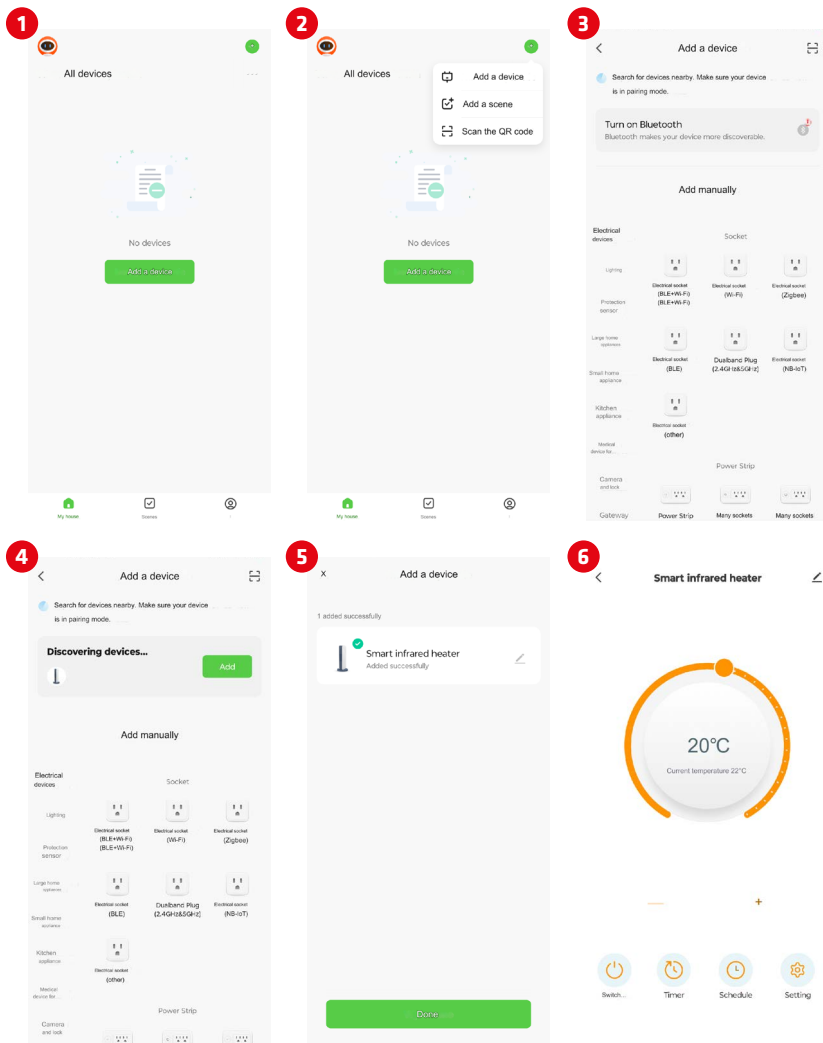 1
All devices
No devices
Add a device
My house
Scenes
2
All devices
Add a device
Add a scene
Scan the QR code
No devices
Add a device
My house
Scenes
3
Add a device
Search for devices nearby. Make sure your device
is in pairing mode.
Turn on Bluetooth
Bluetooth makes your device more discoverable.
Add manually
Electrical
devices
Socket
Lighting
Electrical socket
(BLE+Wi-Fi)
(BLE+Wi-Fi)
Electrical socket
(Wi-Fi)
Electrical socket
(Zigbee)
Protection
sensor
Large home
appliances
Electrical socket
(BLE)
Dualband Plug
(2.4GHz&5GHz)
Electrical socket
(NB-IoT)
Small home
appliance
Kitchen
appliance
Electrical socket
(other)
Medical
device for...
Power Strip
Camera
and lock
Gateway
Power Strip
Many sockets
Many sockets
4
Add a device
Search for devices nearby. Make sure your device
is in pairing mode.
Discovering devices...
Add
Add manually
Electrical
devices
Socket
Lighting
Electrical socket
(BLE+Wi-Fi)
(BLE+Wi-Fi)
Electrical socket
(Wi-Fi)
Electrical socket
(Zigbee)
Protection
sensor
Large home
appliances
Electrical socket
(BLE)
Dualband Plug
(2.4GHz&5GHz)
Electrical socket
(NB-IoT)
Small home
appliance
Kitchen
appliance
Electrical socket
(other)
Medical
device for...
Power Strip
Camera
and lock
5
x
Add a device
1 added successfully
Smart infrared heater
Added successfully
Done
6
Smart infrared heater
20°C
Current temperature 22°C
+
Switch...
Timer
Schedule
Setting